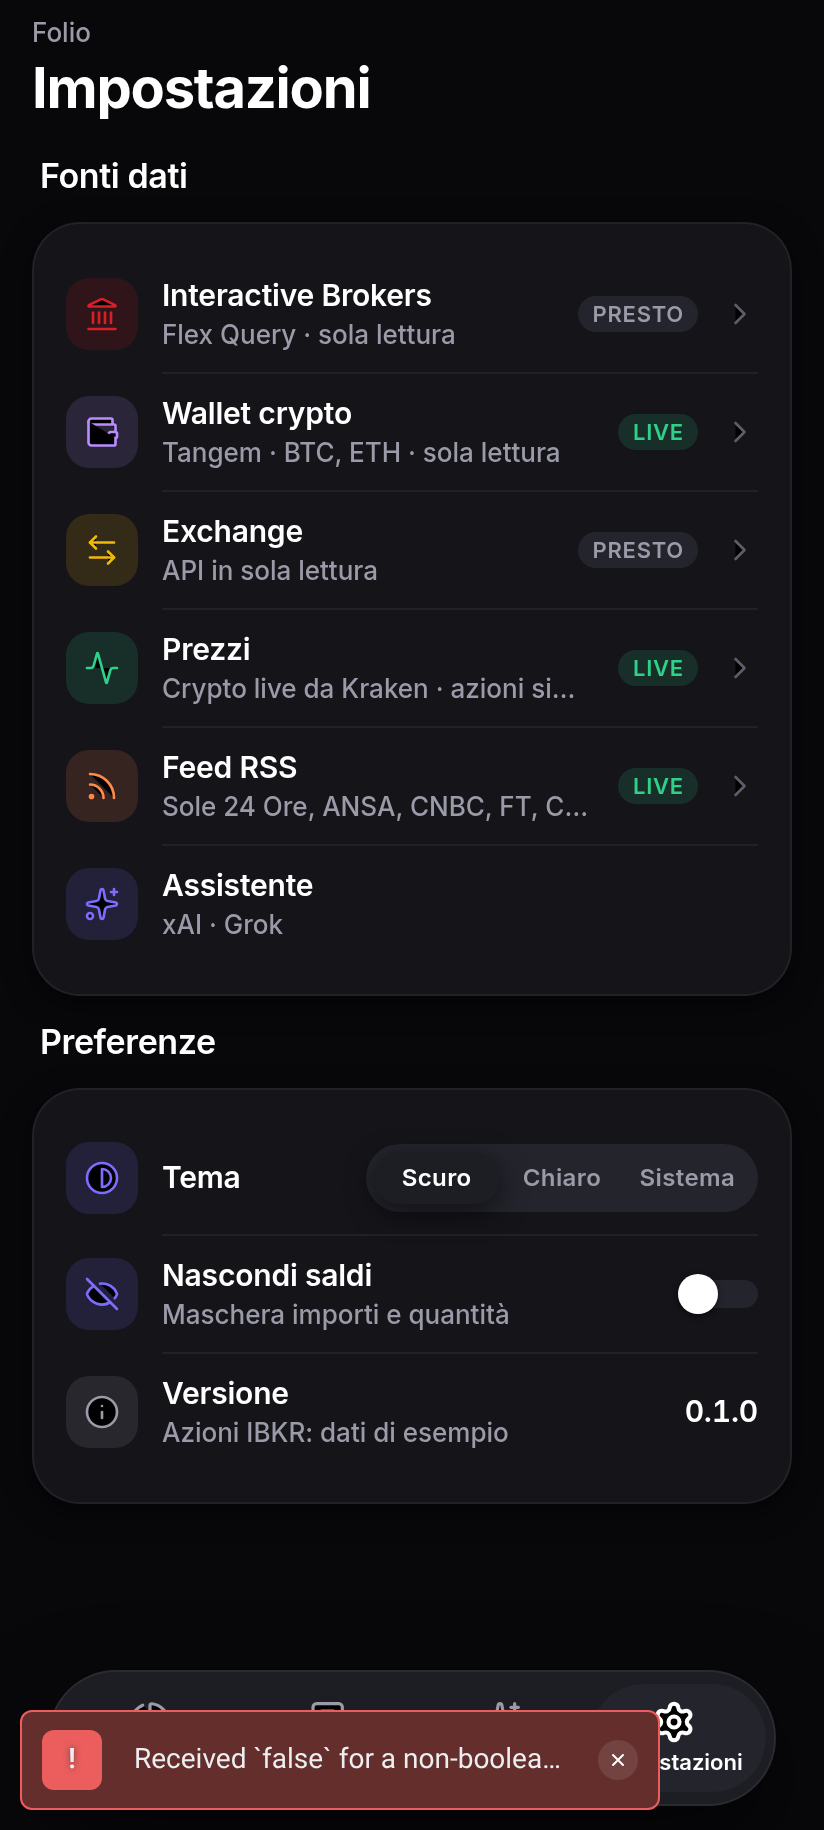 Folio
Impostazioni
Fonti dati
Interactive Brokers
Flex Query · sola lettura
PRESTO
Wallet crypto
Tangem · BTC, ETH · sola lettura
LIVE
Exchange
API in sola lettura
PRESTO
Prezzi
Crypto live da Kraken · azioni si...
LIVE
Feed RSS
Sole 24 Ore, ANSA, CNBC, FT, C...
LIVE
Assistente
xAI · Grok
Preferenze
Tema
Scuro
Chiaro
Sistema
Nascondi saldi
Maschera importi e quantità
Versione
Azioni IBKR: dati di esempio
0.1.0
!
Received `false` for a non-boolea...
stazioni